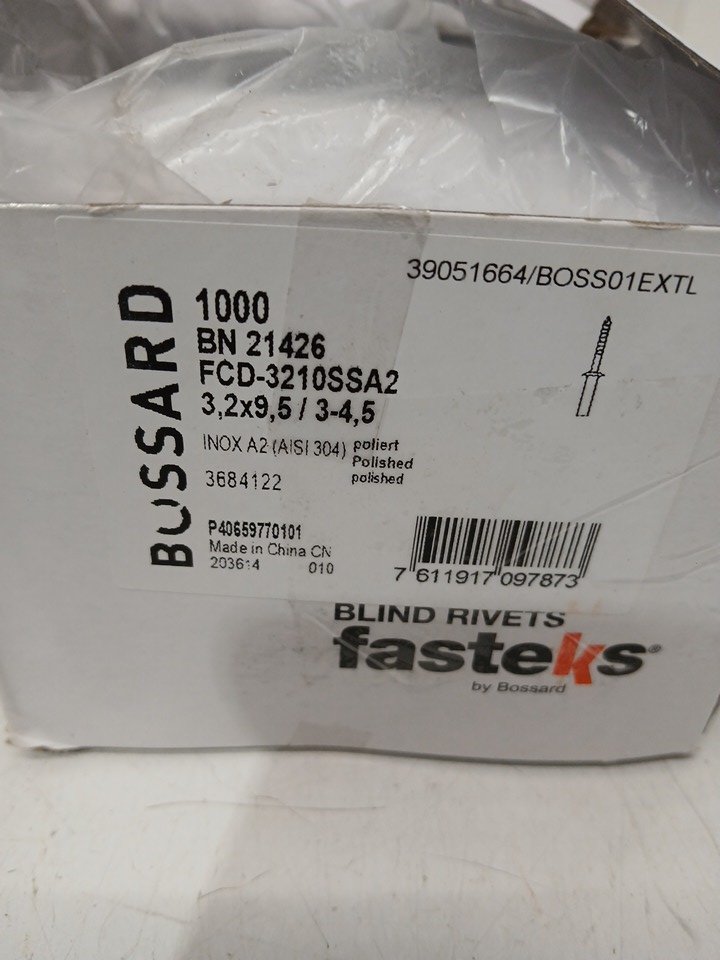 39051664/BOSS01EXTL
BOSSARD
1000
BN 21426
FCD-3210SSA2
3,2x9,5 / 3-4,5
INOX A2 (AISI 304) poliert
Polished
3684122 polished
P40659770101
Made in China CN
203614 010
7 611917 097873
BLIND RIVETS
fasteks®
by Bossard